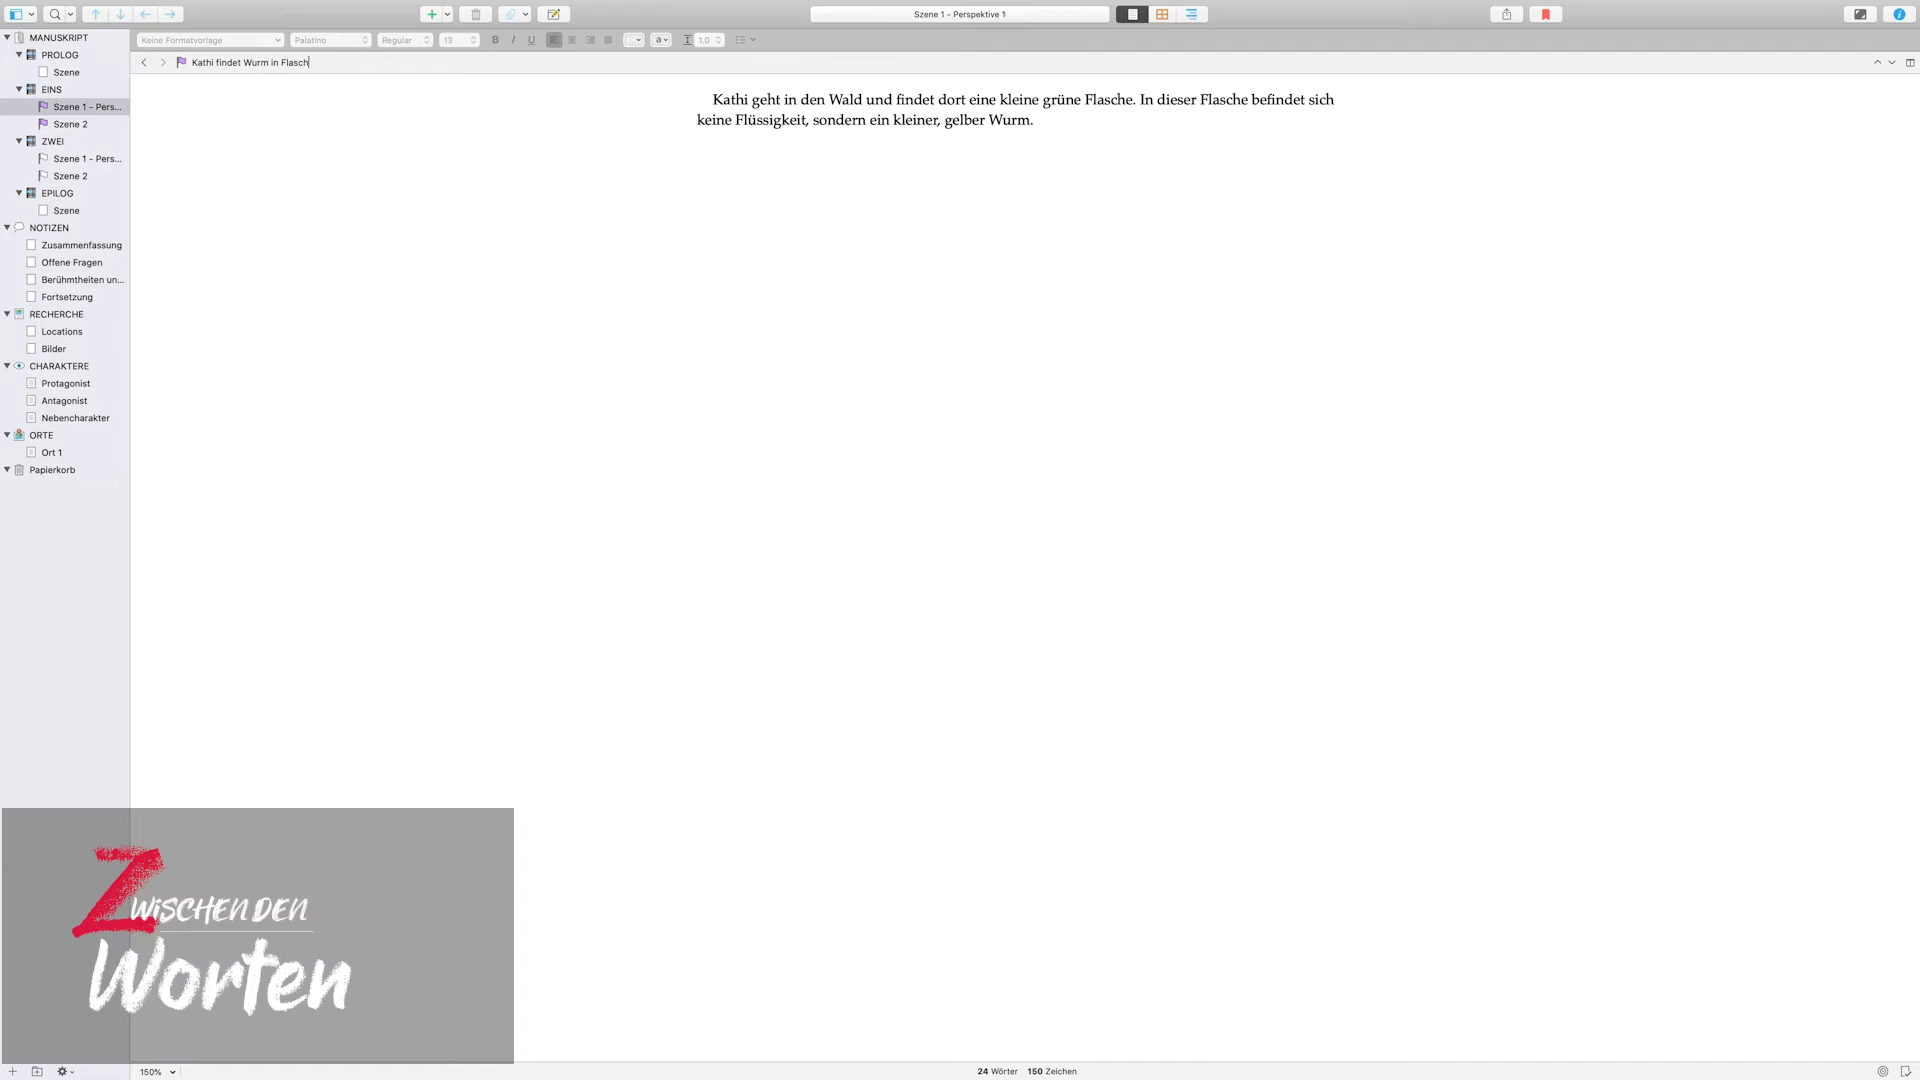 Szene 1 - Perspektive 1
Keine Formatvorlage
Palatino
Regular
13
B
I
U
a
1.0
Kathi findet Wurm in Flasch
MANUSKRIPT
PROLOG
Szene
EINS
Szene 1 - Pers...
Szene 2
ZWEI
Szene 1 - Pers...
Szene 2
EPILOG
Szene
NOTIZEN
Zusammenfassung
Offene Fragen
Berühmtheiten un...
Fortsetzung
RECHERCHE
Locations
Bilder
CHARAKTERE
Protagonist
Antagonist
Nebencharakter
ORTE
Ort 1
Papierkorb
Kathi geht in den Wald und findet dort eine kleine grüne Flasche. In dieser Flasche befindet sich
keine Flüssigkeit, sondern ein kleiner, gelber Wurm.
ZWISCHEN DEN
Worten
150%
24 Wörter 150 Zeichen